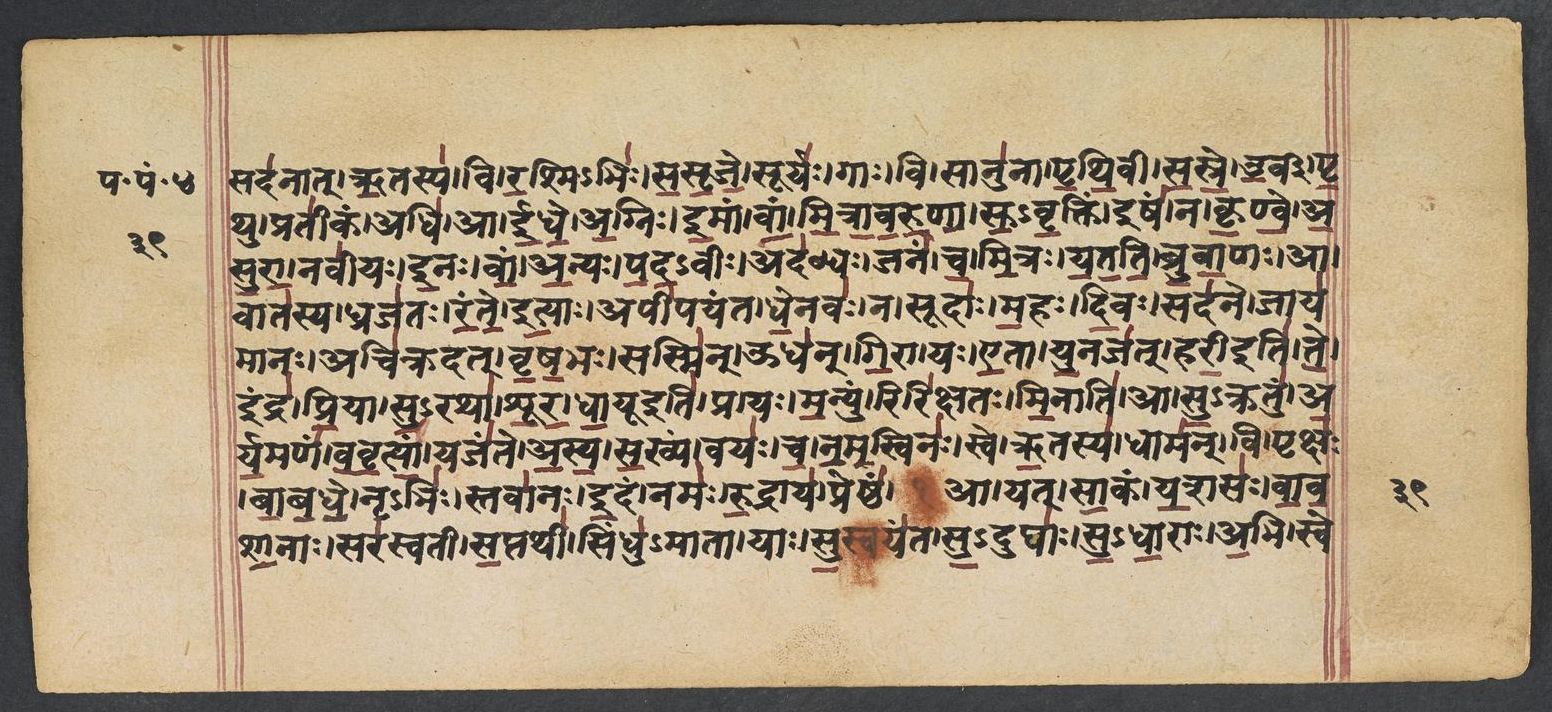 प॰ पं॰ ४ सदनात्।ऋतस्य।वि।रश्मिऽभिः।ससृजे।सूर्यः।गाः।वि।सानुना।पृथिवी।सस्रे।उर्वी।पृ
थु।प्रतीकं।अधि।आ।ईधे।अग्निः।इमां।वां।मित्रावरुणा।सुऽवृक्तिं।इषं।न।कृण्वे।अ
३९
सुरा।नवीयः।इनः।वां।अन्यः।पदऽवीः।अदब्धः।जनं।च।मित्रः।यतति।ब्रुवाणः।आ।
वातस्य।ध्रजतः।रंते।इत्याः।अपीपयंत।धेनवः।न।सूदाः।महः।दिवः।सदने।जाय
मानः।अचिक्रदत्।वृषभः।सस्मिन्।ऊधन्।गिरा।यः।एता।युनजत्।हरी इति।ते।
इंद्र।प्रिया।सुऽरथा।शूर।धायू इति।प्र।यः।मन्युं।रिरिक्षतः।मिनाति।आ।सुऽक्रतुं।अ
र्यमणं।ववृत्यां।यजंते।अस्य।सख्यं।वयः।च।नमस्विनः।स्वे।ऋतस्य।धामन्।वि।पृक्षः
।बाबधे।नृऽभिः।स्तवानः।इदं।नमः।रुद्राय।प्रेष्ठं। १ आ।यत्।साकं।यशसः।वाव
३९
शानाः।सरस्वती।सप्तथी।सिंधुऽमाता।याः।सुस्वयंत।सुऽदुघाः।सुऽधाराः।अभि।स्वे